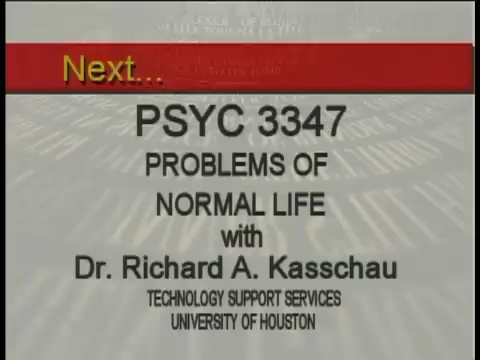 Next...
PSYC 3347
PROBLEMS OF
NORMAL LIFE
with
Dr. Richard A. Kasschau
TECHNOLOGY SUPPORT SERVICES
UNIVERSITY OF HOUSTON